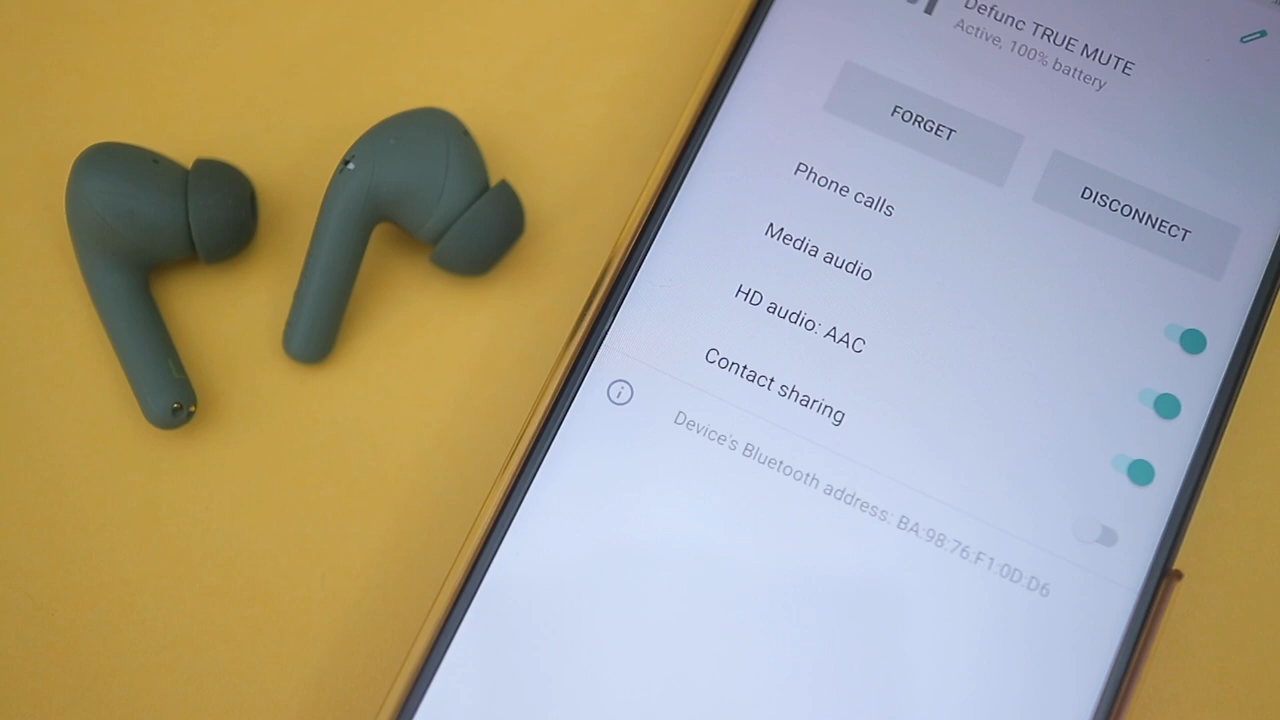 Defunc TRUE MUTE
Active, 100% battery
FORGET
DISCONNECT
Phone calls
Media audio
HD audio: AAC
Contact sharing
Device's Bluetooth address: BA:98:76:F1:0D:D6